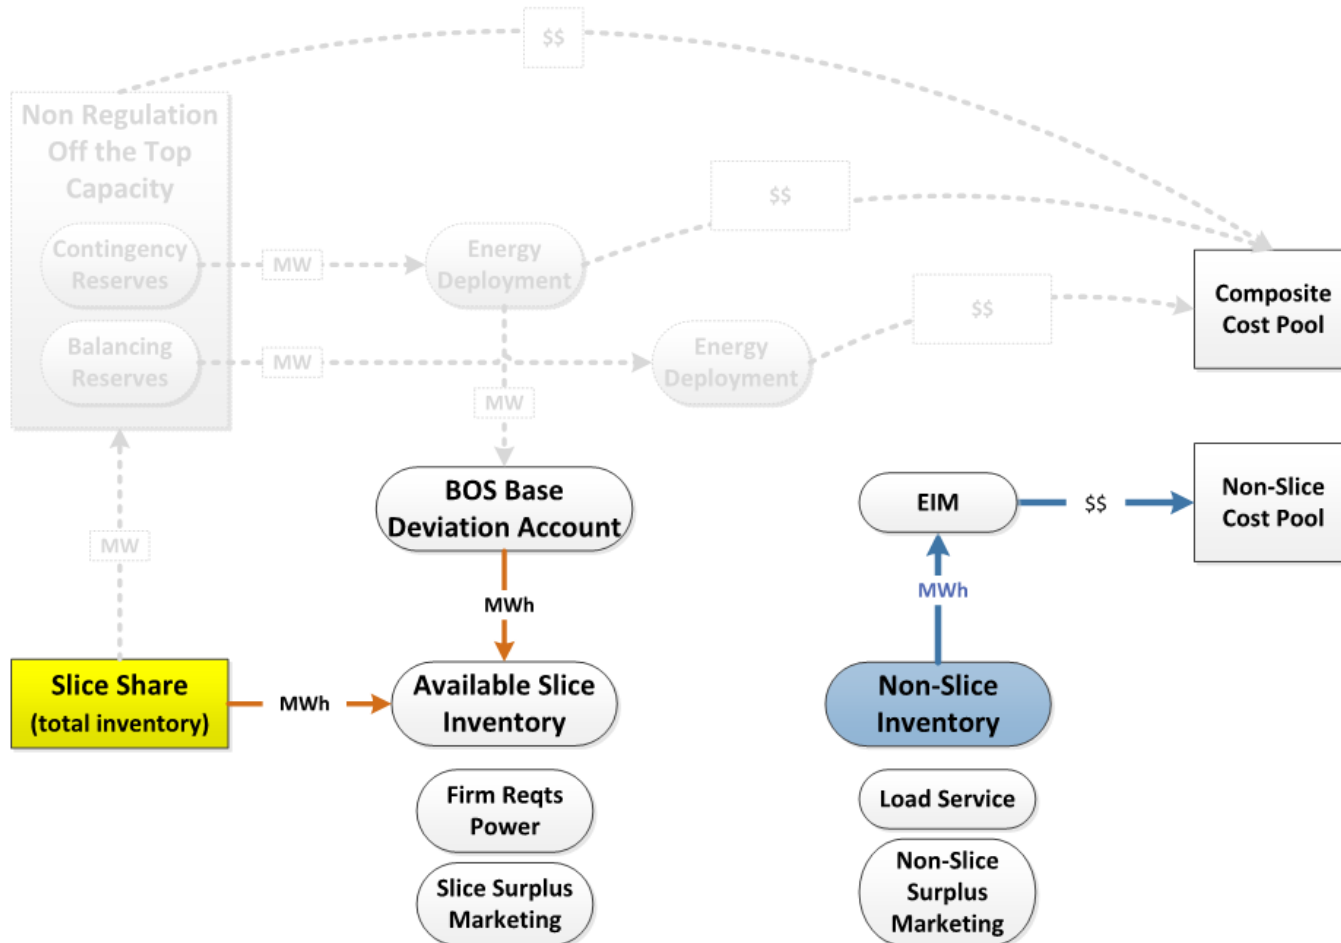 $$
Non Regulation
Off the Top
Capacity
Contingency
Reserves
MW
Energy
Deployment
$$
Balancing
Reserves
MW
Energy
Deployment
$$
Composite
Cost Pool
MW
MW
BOS Base
Deviation Account
MWh
EIM
$$
Non-Slice
Cost Pool
MWh
Slice Share
(total inventory)
MWh
Available Slice
Inventory
Non-Slice
Inventory
Firm Reqts
Power
Load Service
Slice Surplus
Marketing
Non-Slice
Surplus
Marketing